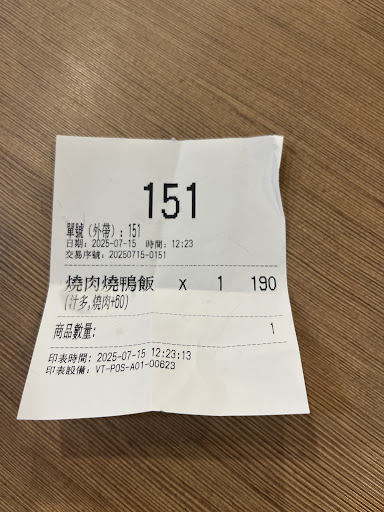 151
單號(外帶):151
日期:2025-07-15 時間:12:23
交易序號:20250715-0151
燒肉燒鴨飯 x 1 190
(汁多,燒肉+60)
商品數量: 1
印表時間:2025-07-15 12:23:13
印表設備:VT-POS-A01-00623